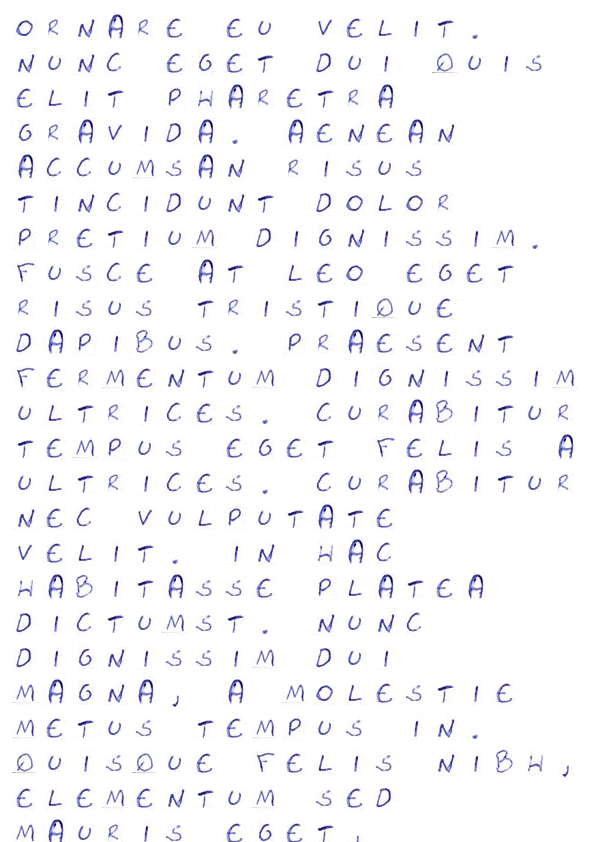 ORNARE EU VELIT.
NUNC EGET DUI QUIS
ELIT PHARETRA
GRAVIDA. AENEAN
ACCUMSAN RISUS
TINCIDUNT DOLOR
PRETIUM DIGNISSIM.
FUSCE AT LEO EGET
RISUS TRISTIQUE
DAPIBUS. PRAESENT
FERMENTUM DIGNISSIM
ULTRICES. CURABITUR
TEMPUS EGET FELIS A
ULTRICES. CURABITUR
NEC VULPUTATE
VELIT. IN HAC
HABITASSE PLATEA
DICTUMST. NUNC
DIGNISSIM DUI
MAGNA, A MOLESTIE
METUS TEMPUS IN.
QUISQUE FELIS NIBH,
ELEMENTUM SED
MAURIS EGET,